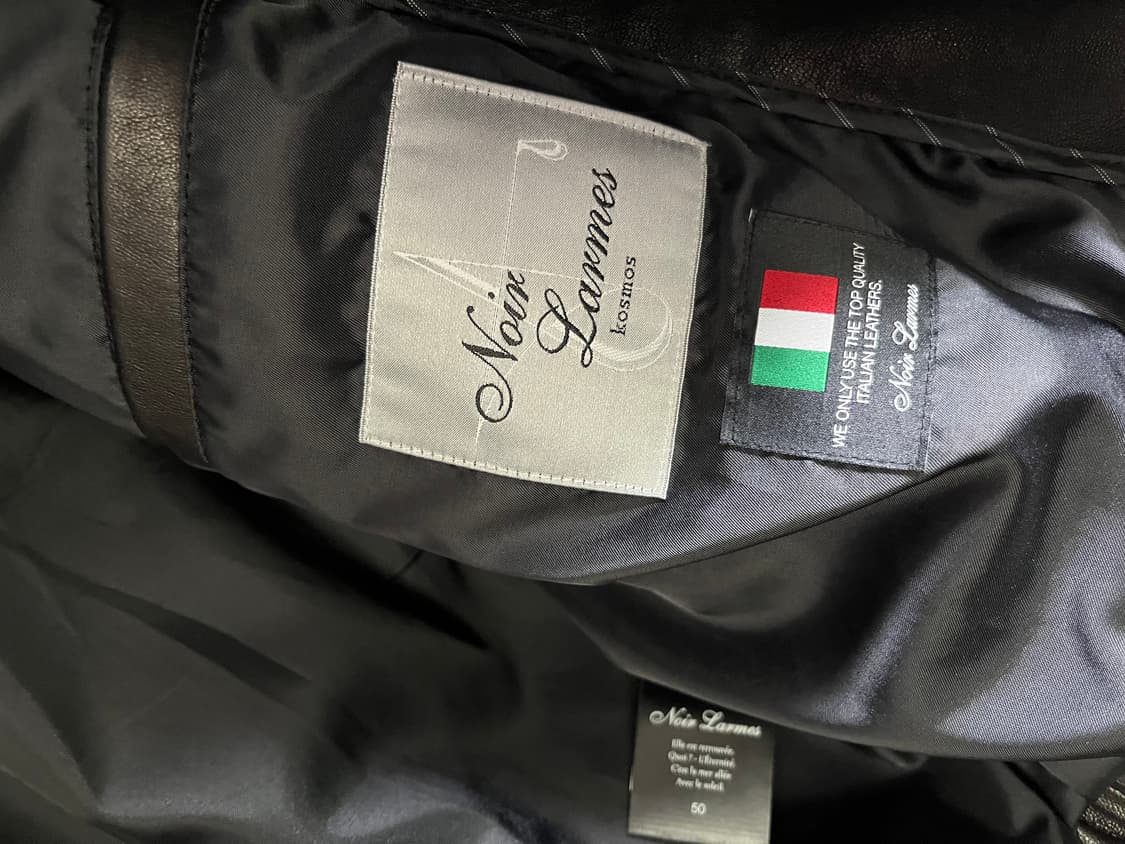 Noir
Larmes
kosmos
WE ONLY USE THE TOP QUALITY
ITALIAN LEATHERS.
Noir Larmes
Noir Larmes
Elle est retrouvée.
Quoi ? - L'Éternité.
C'est la mer allée
Avec le soleil.
50